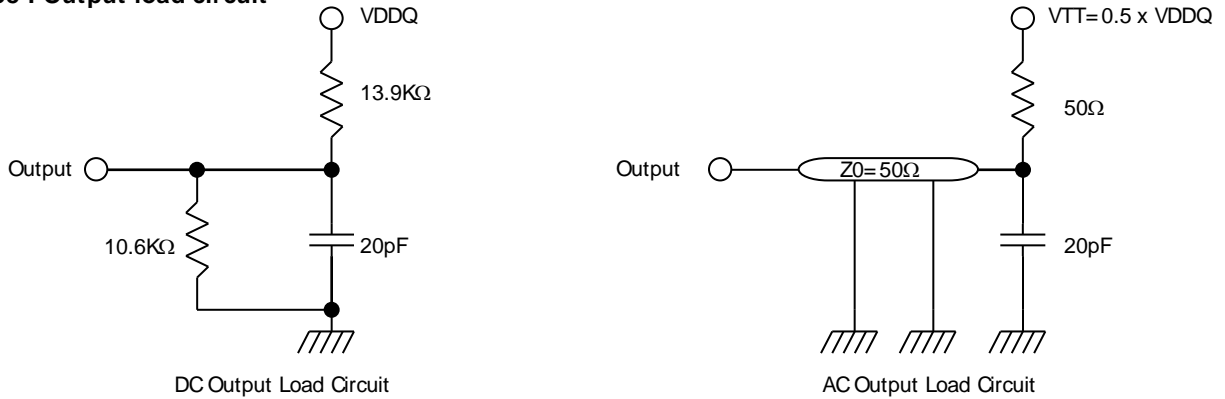 : Output load circuit
VDDQ
13.9KΩ
Output
10.6KΩ
20pF
DC Output Load Circuit
VTT=0.5 x VDDQ
50Ω
Output
Z0=50Ω
20pF
AC Output Load Circuit